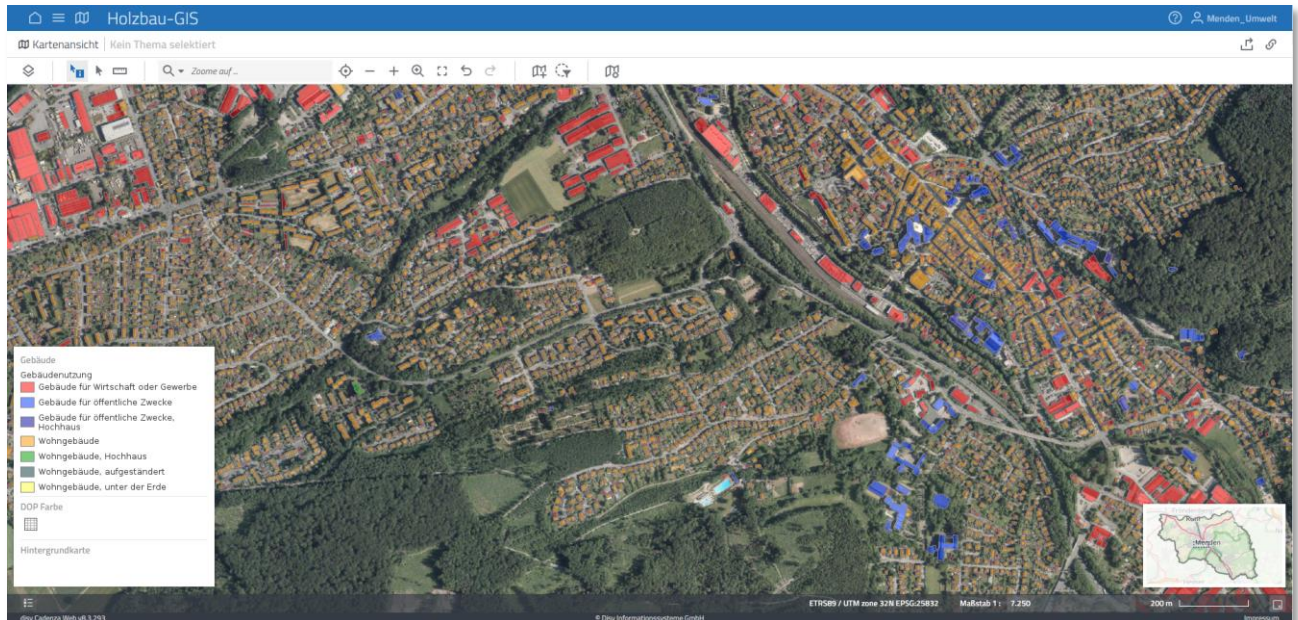 Holzbau-GIS
Menden_Umwelt
Kartenansicht Kein Thema selektiert
Zoome auf ...
Gebäude
Gebäudenutzung
Gebäude für Wirtschaft oder Gewerbe
Gebäude für öffentliche Zwecke
Gebäude für öffentliche Zwecke,
Hochhaus
Wohngebäude
Wohngebäude, Hochhaus
Wohngebäude, aufgeständert
Wohngebäude, unter der Erde
DOP Farbe
Hintergrundkarte
Ruhr
Menden
ETRS89 / UTM zone 32N EPSG:25832 Maßstab 1 : 7.250 200 m
disy Cadenza Web v8.3.293 © Disy Informationssysteme GmbH Impressum